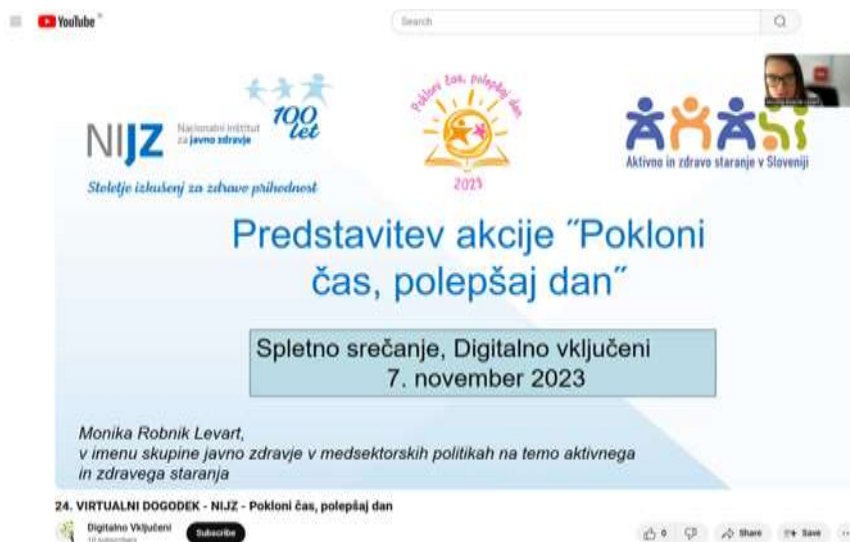 YouTube
Search
NIJZ
Nacionalni inštitut
za javno zdravje
100
let
Stoletje izkušenj za zdravo prihodnost
Pokloni čas, polepšaj dan
2023
AHASI
Aktivno in zdravo staranje v Sloveniji
Predstavitev akcije ˝Pokloni
čas, polepšaj dan˝
Spletno srečanje, Digitalno vključeni
7. november 2023
Monika Robnik Levart,
v imenu skupine javno zdravje v medsektorskih politikah na temo aktivnega
in zdravega staranja
24. VIRTUALNI DOGODEK - NIJZ - Pokloni čas, polepšaj dan
Digitalno Vključeni
Subscribe
0
Share
Save